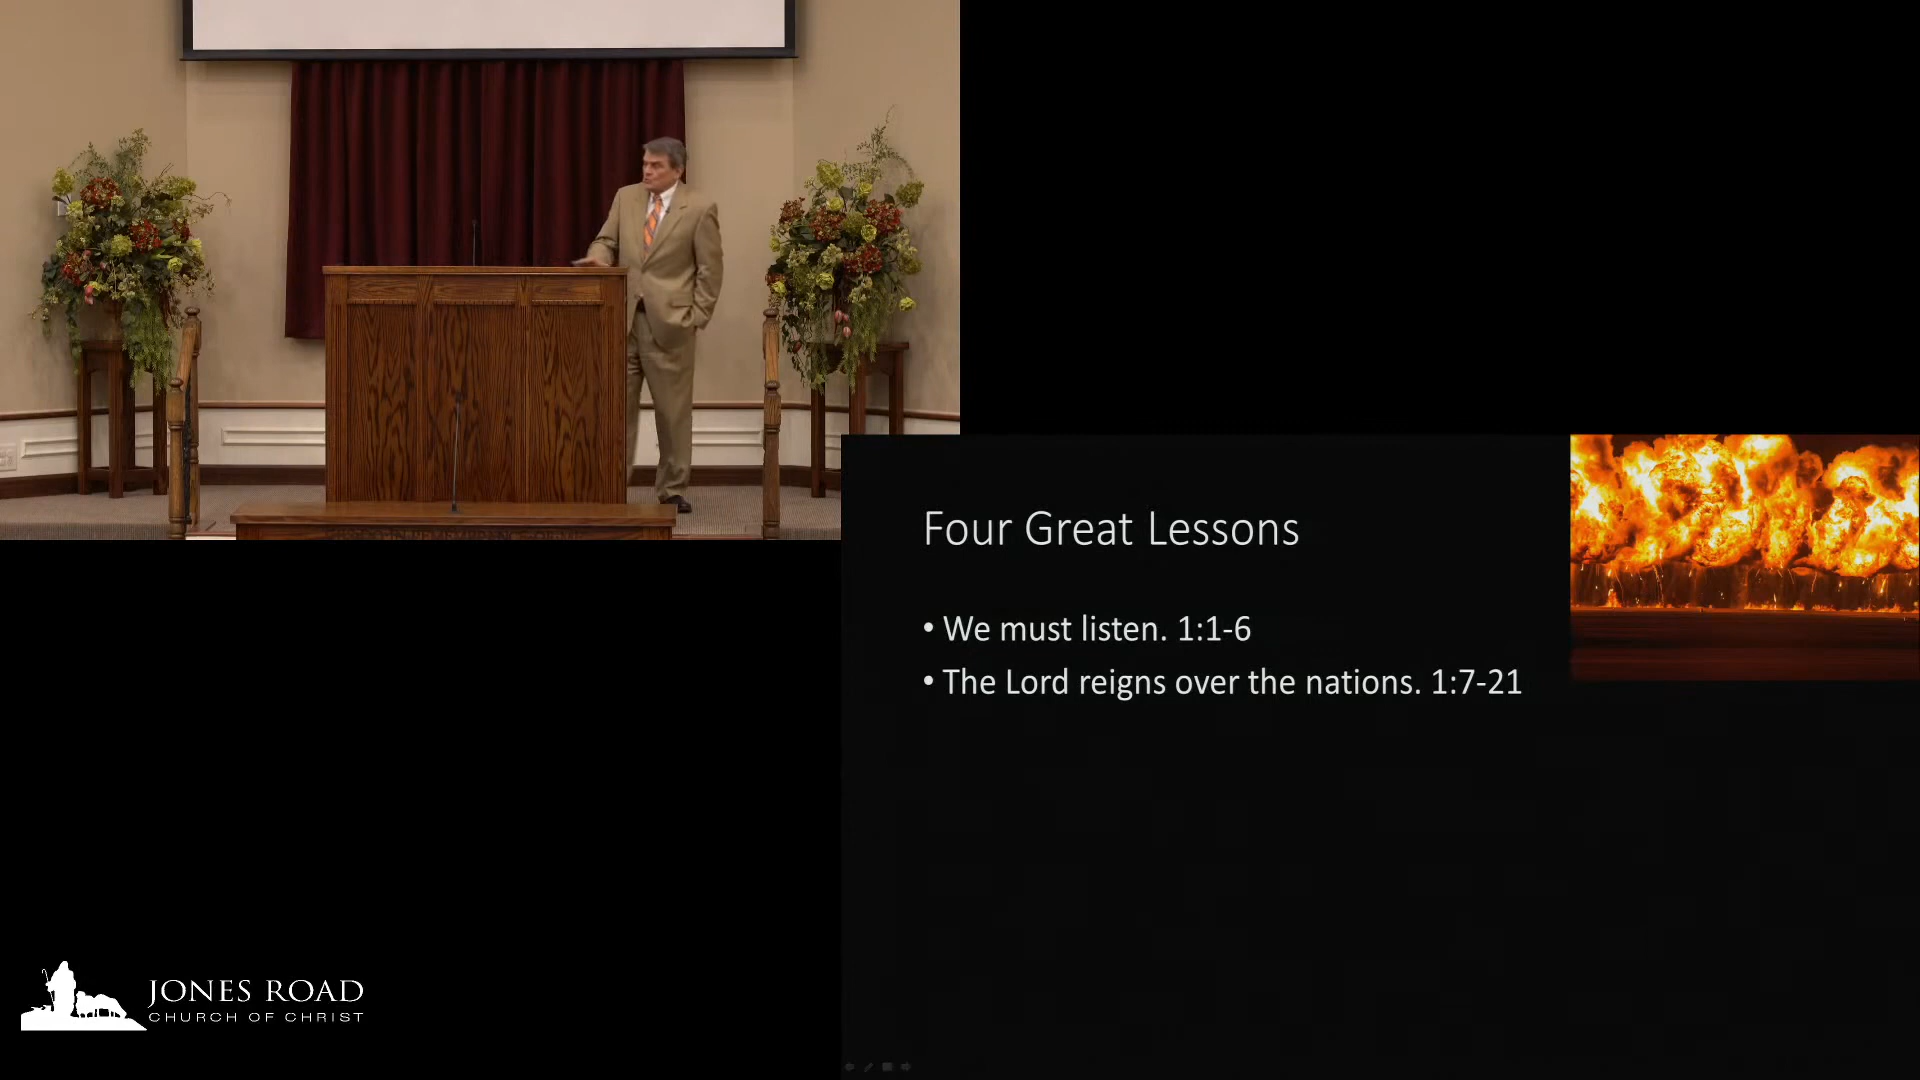 Four Great Lessons
• We must listen. 1:1-6
• The Lord reigns over the nations. 1:7-21
JONES ROAD
CHURCH OF CHRIST